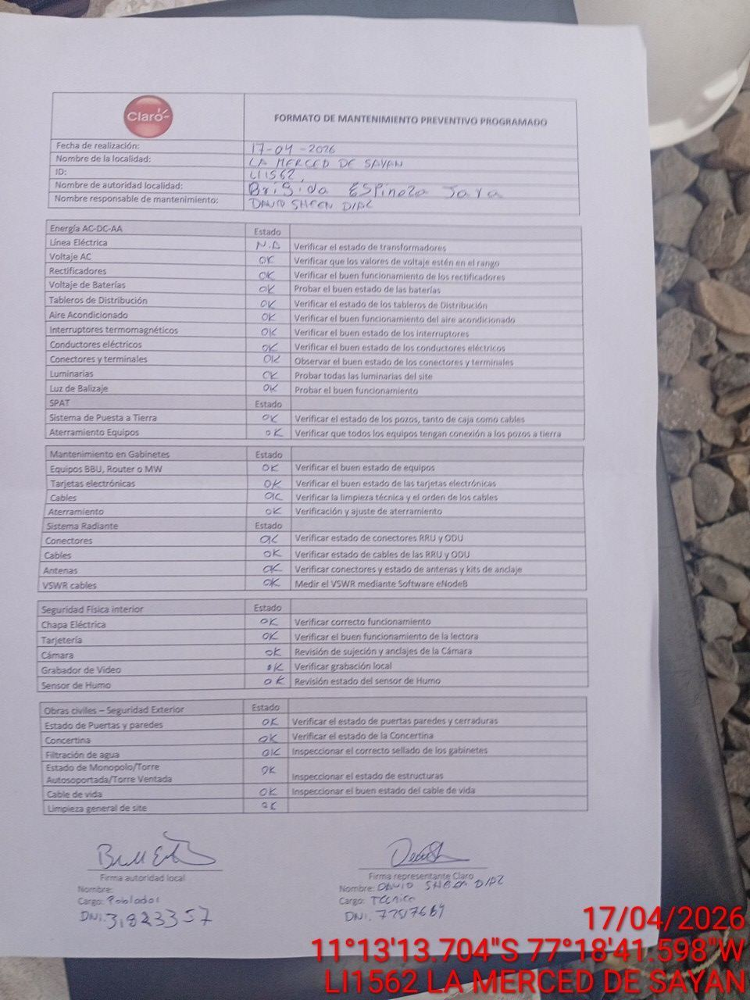 Claro
FORMATO DE MANTENIMIENTO PREVENTIVO PROGRAMADO
Fecha de realización: 17-04-2026
Nombre de la localidad: LA MERCED DE SAYAN
ID: LI1562
Nombre de autoridad localidad: BriGida ESPinoza Jara
Nombre responsable de mantenimiento: DAVID SHEEN DIAZ
Energía AC-DC-AA Estado
Línea Eléctrica N.A Verificar el estado de transformadores
Voltaje AC OK Verificar que los valores de voltaje estén en el rango
Rectificadores OK Verificar el buen funcionamiento de los rectificadores
Voltaje de Baterías OK Probar el buen estado de las baterías
Tableros de Distribución OK Verificar el estado de los tableros de Distribución
Aire Acondicionado OK Verificar el buen funcionamiento del aire acondicionado
Interruptores termomagnéticos OK Verificar el buen estado de los interruptores
Conductores eléctricos OK Verificar el buen estado de los conductores eléctricos
Conectores y terminales OK Observar el buen estado de los conectores y terminales
Luminarias OK Probar todas las luminarias del site
Luz de Balizaje OK Probar el buen funcionamiento
SPAT Estado
Sistema de Puesta a Tierra OK Verificar el estado de los pozos, tanto de caja como cables
Aterramiento Equipos OK Verificar que todos los equipos tengan conexión a los pozos a tierra
Mantenimiento en Gabinetes Estado
Equipos BBU, Router o MW OK Verificar el buen estado de equipos
Tarjetas electrónicas OK Verificar el buen estado de las tarjetas electrónicas
Cables OK Verificar la limpieza técnica y el orden de los cables
Aterramiento OK Verificación y ajuste de aterramiento
Sistema Radiante Estado
Conectores OK Verificar estado de conectores RRU y ODU
Cables OK Verificar estado de cables de las RRU y ODU
Antenas OK Verificar conectores y estado de antenas y kits de anclaje
VSWR cables OK Medir el VSWR mediante Software eNodeB
Seguridad Física interior Estado
Chapa Eléctrica OK Verificar correcto funcionamiento
Tarjetería OK Verificar el buen funcionamiento de la lectora
Cámara OK Revisión de sujeción y anclajes de la Cámara
Grabador de Video OK Verificar grabación local
Sensor de Humo OK Revisión estado del sensor de Humo
Obras civiles – Seguridad Exterior Estado
Estado de Puertas y paredes OK Verificar el estado de puertas paredes y cerraduras
Concertina OK Verificar el estado de la Concertina
Filtración de agua OK Inspeccionar el correcto sellado de los gabinetes
Estado de Monopolo/Torre
Autosoportada/Torre Ventada OK Inspeccionar el estado de estructuras
Cable de vida OK Inspeccionar el buen estado del cable de vida
Limpieza general de site OK
Firma autoridad local Firma representante Claro
Nombre: Nombre: DAVID SHEEN DIAZ
Cargo: Poblador Cargo: Técnico
DNI: DNI:
17/04/2026
11°13'13.704"S 77°18'41.598"W
LI1562 LA MERCED DE SAYAN